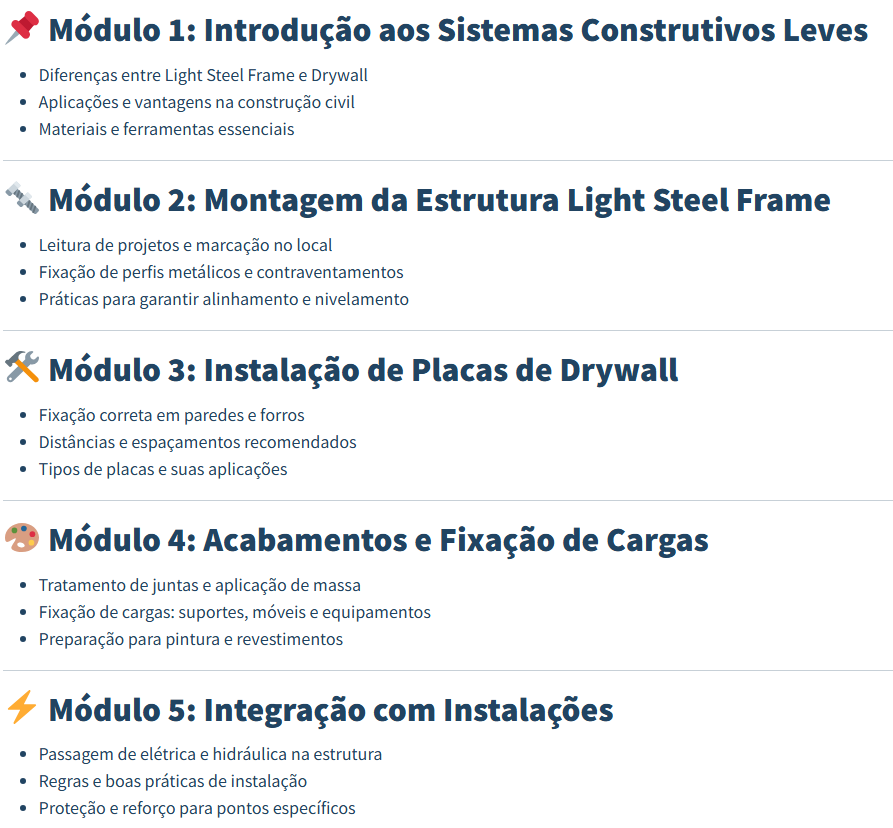 Módulo 1: Introdução aos Sistemas Construtivos Leves
Diferenças entre Light Steel Frame e Drywall
Aplicações e vantagens na construção civil
Materiais e ferramentas essenciais
Módulo 2: Montagem da Estrutura Light Steel Frame
Leitura de projetos e marcação no local
Fixação de perfis metálicos e contraventamentos
Práticas para garantir alinhamento e nivelamento
Módulo 3: Instalação de Placas de Drywall
Fixação correta em paredes e forros
Distâncias e espaçamentos recomendados
Tipos de placas e suas aplicações
Módulo 4: Acabamentos e Fixação de Cargas
Tratamento de juntas e aplicação de massa
Fixação de cargas: suportes, móveis e equipamentos
Preparação para pintura e revestimentos
Módulo 5: Integração com Instalações
Passagem de elétrica e hidráulica na estrutura
Regras e boas práticas de instalação
Proteção e reforço para pontos específicos